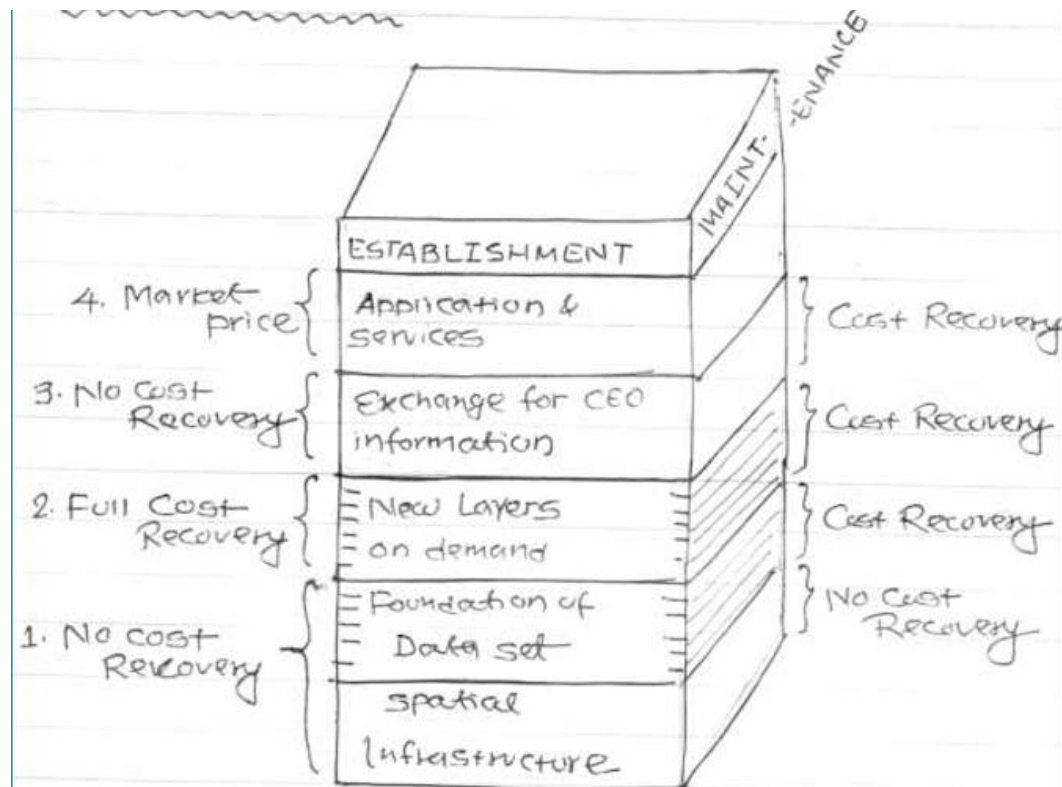 MAINT-
-ENANCE
ESTABLISHMENT
4. Market
price
Application &
services
Cost Recovery
3. No Cost
Recovery
Exchange for CEO
information
Cost Recovery
2. Full Cost
Recovery
New Layers
on demand
Cost Recovery
1. No cost
Recovery
Foundation of
Data set
No Cost
Recovery
spatial
Infrastructure